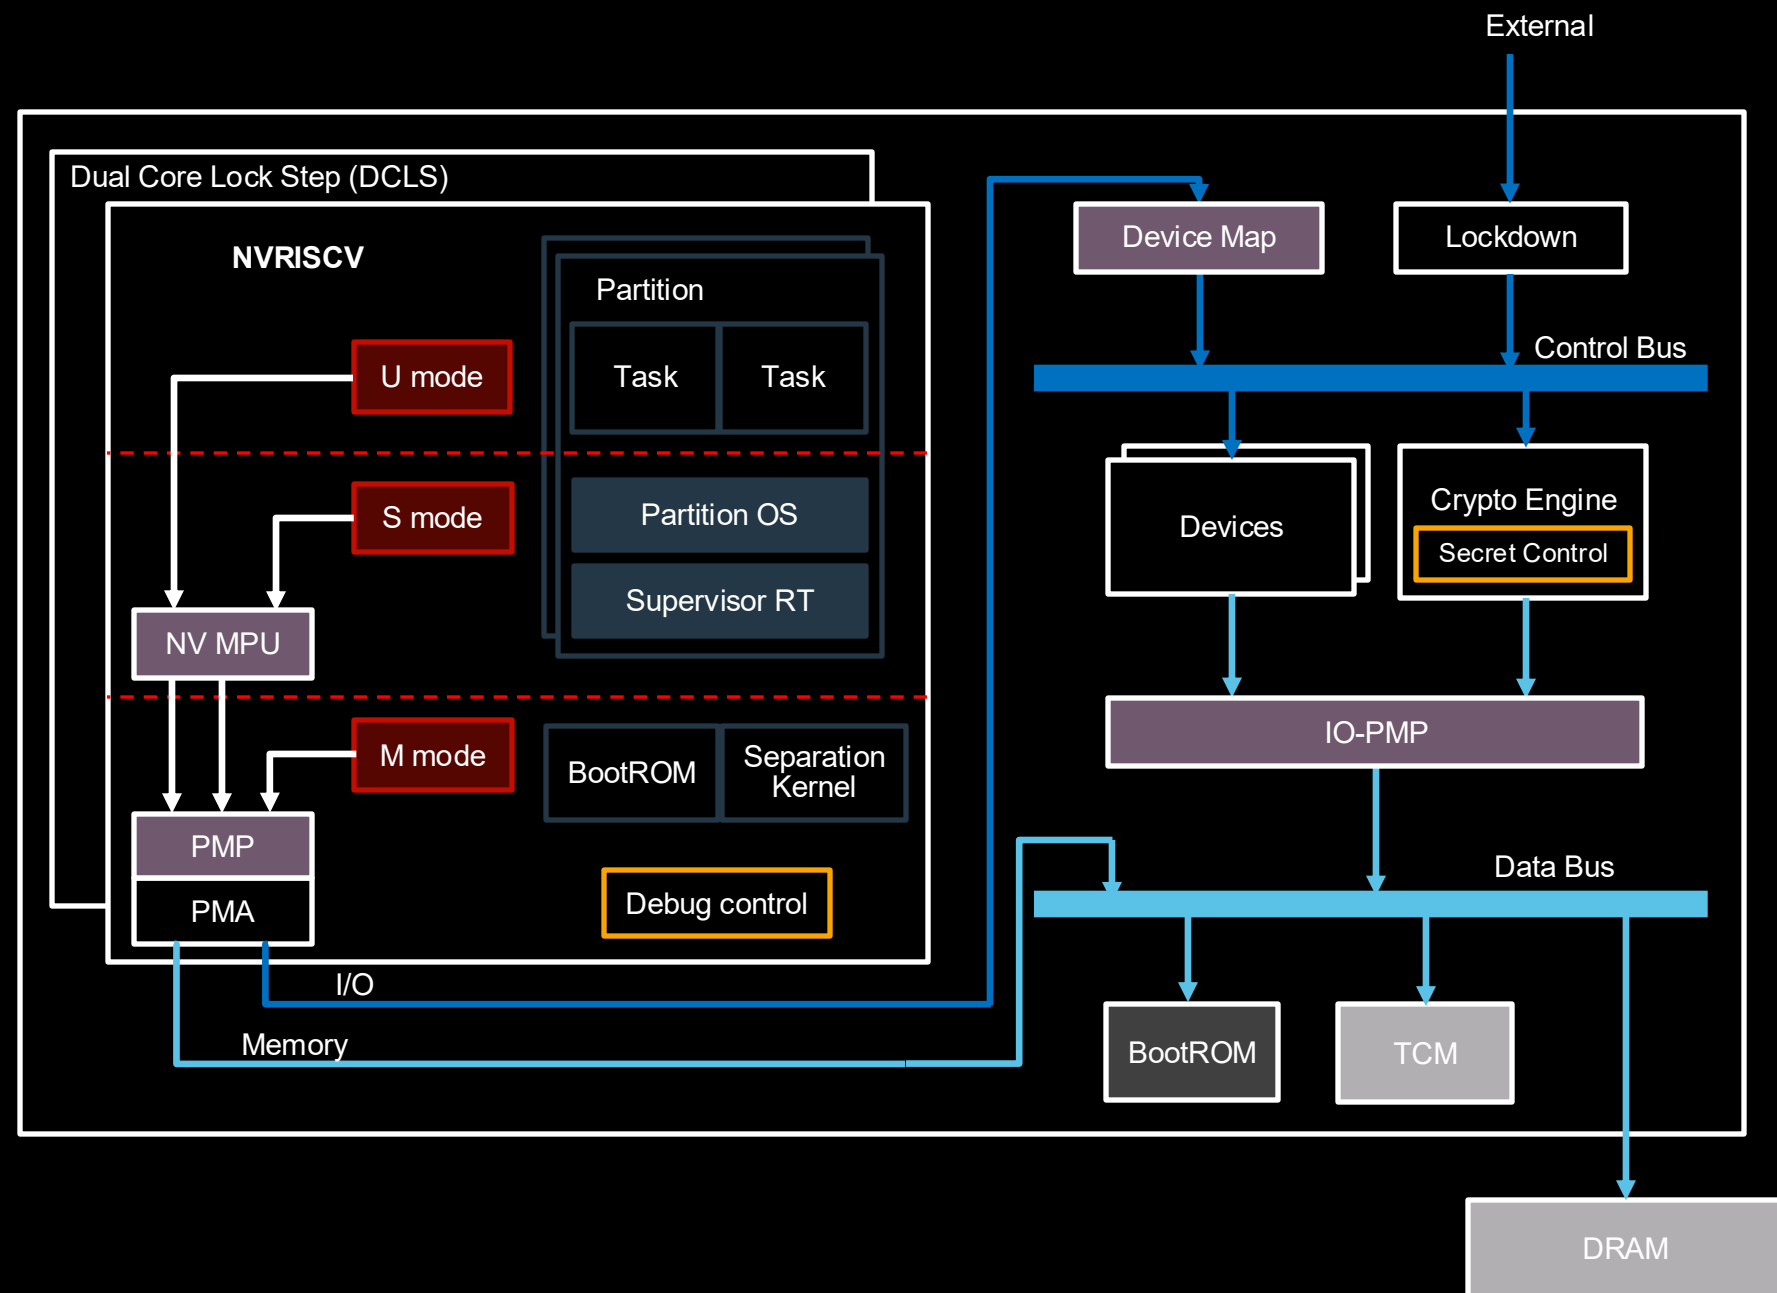 External
Dual Core Lock Step (DCLS)
NVRISCV
Partition
Task
Task
U mode
S mode
Partition OS
Supervisor RT
NV MPU
M mode
BootROM
Separation
Kernel
PMP
PMA
Debug control
I/O
Memory
Device Map
Lockdown
Control Bus
Devices
Crypto Engine
Secret Control
IO-PMP
Data Bus
BootROM
TCM
DRAM